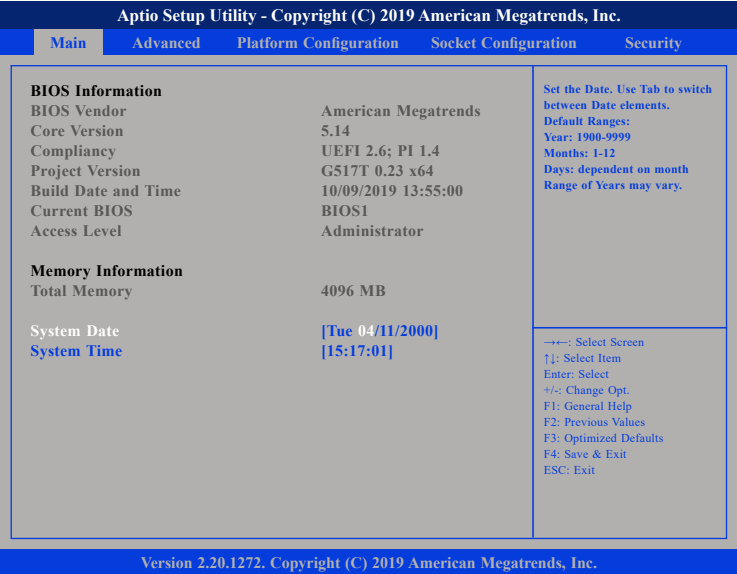 Aptio Setup Utility - Copyright (C) 2019 American Megatrends, Inc.
Main Advanced Platform Configuration Socket Configuration Security
BIOS Information
BIOS Vendor American Megatrends
Core Version 5.14
Compliancy UEFI 2.6; PI 1.4
Project Version G517T 0.23 x64
Build Date and Time 10/09/2019 13:55:00
Current BIOS BIOS1
Access Level Administrator
Memory Information
Total Memory 4096 MB
System Date [Tue 04/11/2000]
System Time [15:17:01]
Set the Date. Use Tab to switch
between Date elements.
Default Ranges:
Year: 1900-9999
Months: 1-12
Days: dependent on month
Range of Years may vary.
→←: Select Screen
↑↓: Select Item
Enter: Select
+/-: Change Opt.
F1: General Help
F2: Previous Values
F3: Optimized Defaults
F4: Save & Exit
ESC: Exit
Version 2.20.1272. Copyright (C) 2019 American Megatrends, Inc.